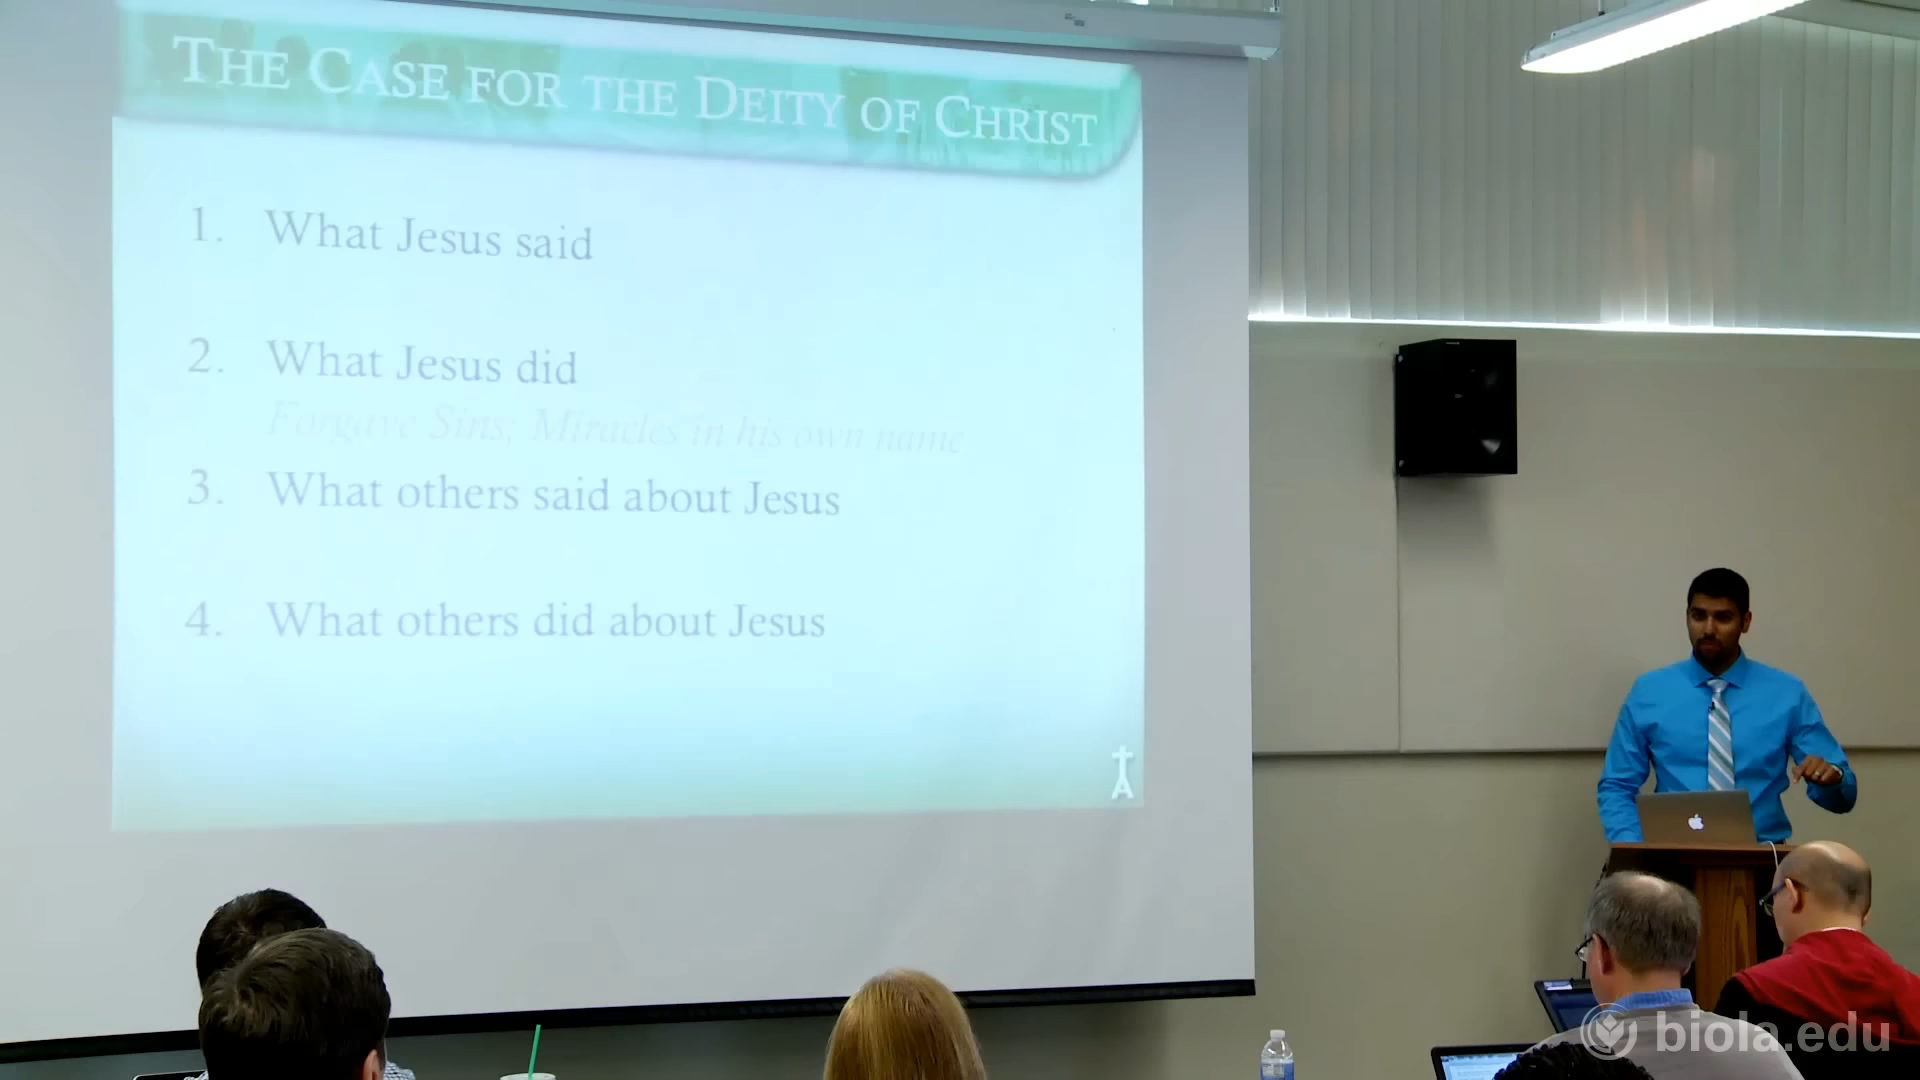 THE CASE FOR THE DEITY OF CHRIST
1. What Jesus said
2. What Jesus did
Forgave Sins; Miracles in his own name
3. What others said about Jesus
4. What others did about Jesus
biola.edu